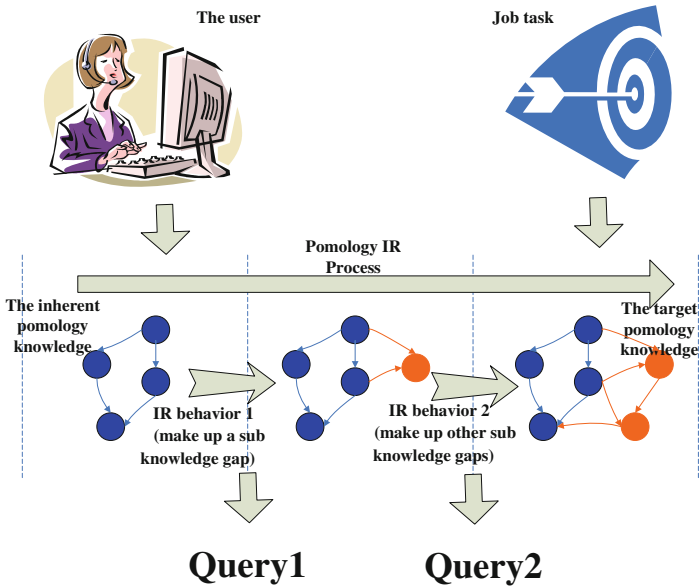 The user
Job task
Pomology IR
Process
The inherent
pomology
knowledge
The target
pomology
knowledge
IR behavior 1
(make up a sub
knowledge gap)
IR behavior 2
(make up other sub
knowledge gaps)
Query1
Query2